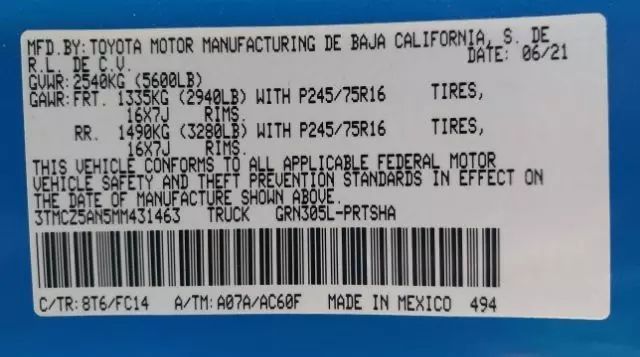 MFD.BY: TOYOTA MOTOR MANUFACTURING DE BAJA CALIFORNIA, S. DE
R.L. DE C.V. DATE: 06/21
GVWR: 2540KG (5600LB)
GAWR: FRT. 1335KG (2940LB) WITH P245/75R16 TIRES,
16X7J RIMS.
RR. 1490KG (3280LB) WITH P245/75R16 TIRES,
16X7J RIMS.
THIS VEHICLE CONFORMS TO ALL APPLICABLE FEDERAL MOTOR
VEHICLE SAFETY AND THEFT PREVENTION STANDARDS IN EFFECT ON
THE DATE OF MANUFACTURE SHOWN ABOVE.
3TMCZ5AN5MM431463 TRUCK GRN305L-PRTSHA
C/TR: 8T6/FC14 A/TM: A07A/AC60F MADE IN MEXICO 494